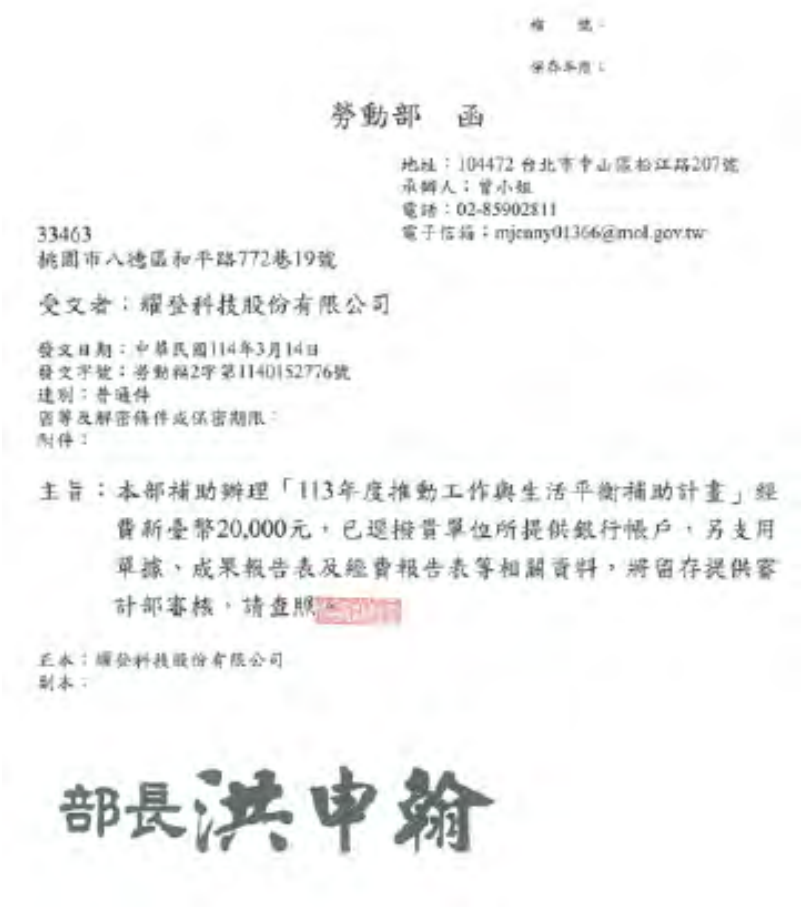 檔　　號：
保存年限：
勞動部　函
地址：104472 台北市中山區松江路207號
承辦人：曾小姐
電話：02-85902811
電子信箱：mjenny01366@mol.gov.tw
33463
桃園市八德區和平路772巷19號
受文者：耀登科技股份有限公司
發文日期：中華民國114年3月14日
發文字號：勞動福2字第1140152776號
速別：普通件
密等及解密條件或保密期限：
附件：
主旨：本部補助辦理「113年度推動工作與生活平衡補助計畫」經
費新臺幣20,000元，已逕撥貴單位所提供銀行帳戶，另支用
單據、成果報告表及經費報告表等相關資料，將留存提供審
計部審核，請查照
正本：耀登科技股份有限公司
副本：
部長洪申翰